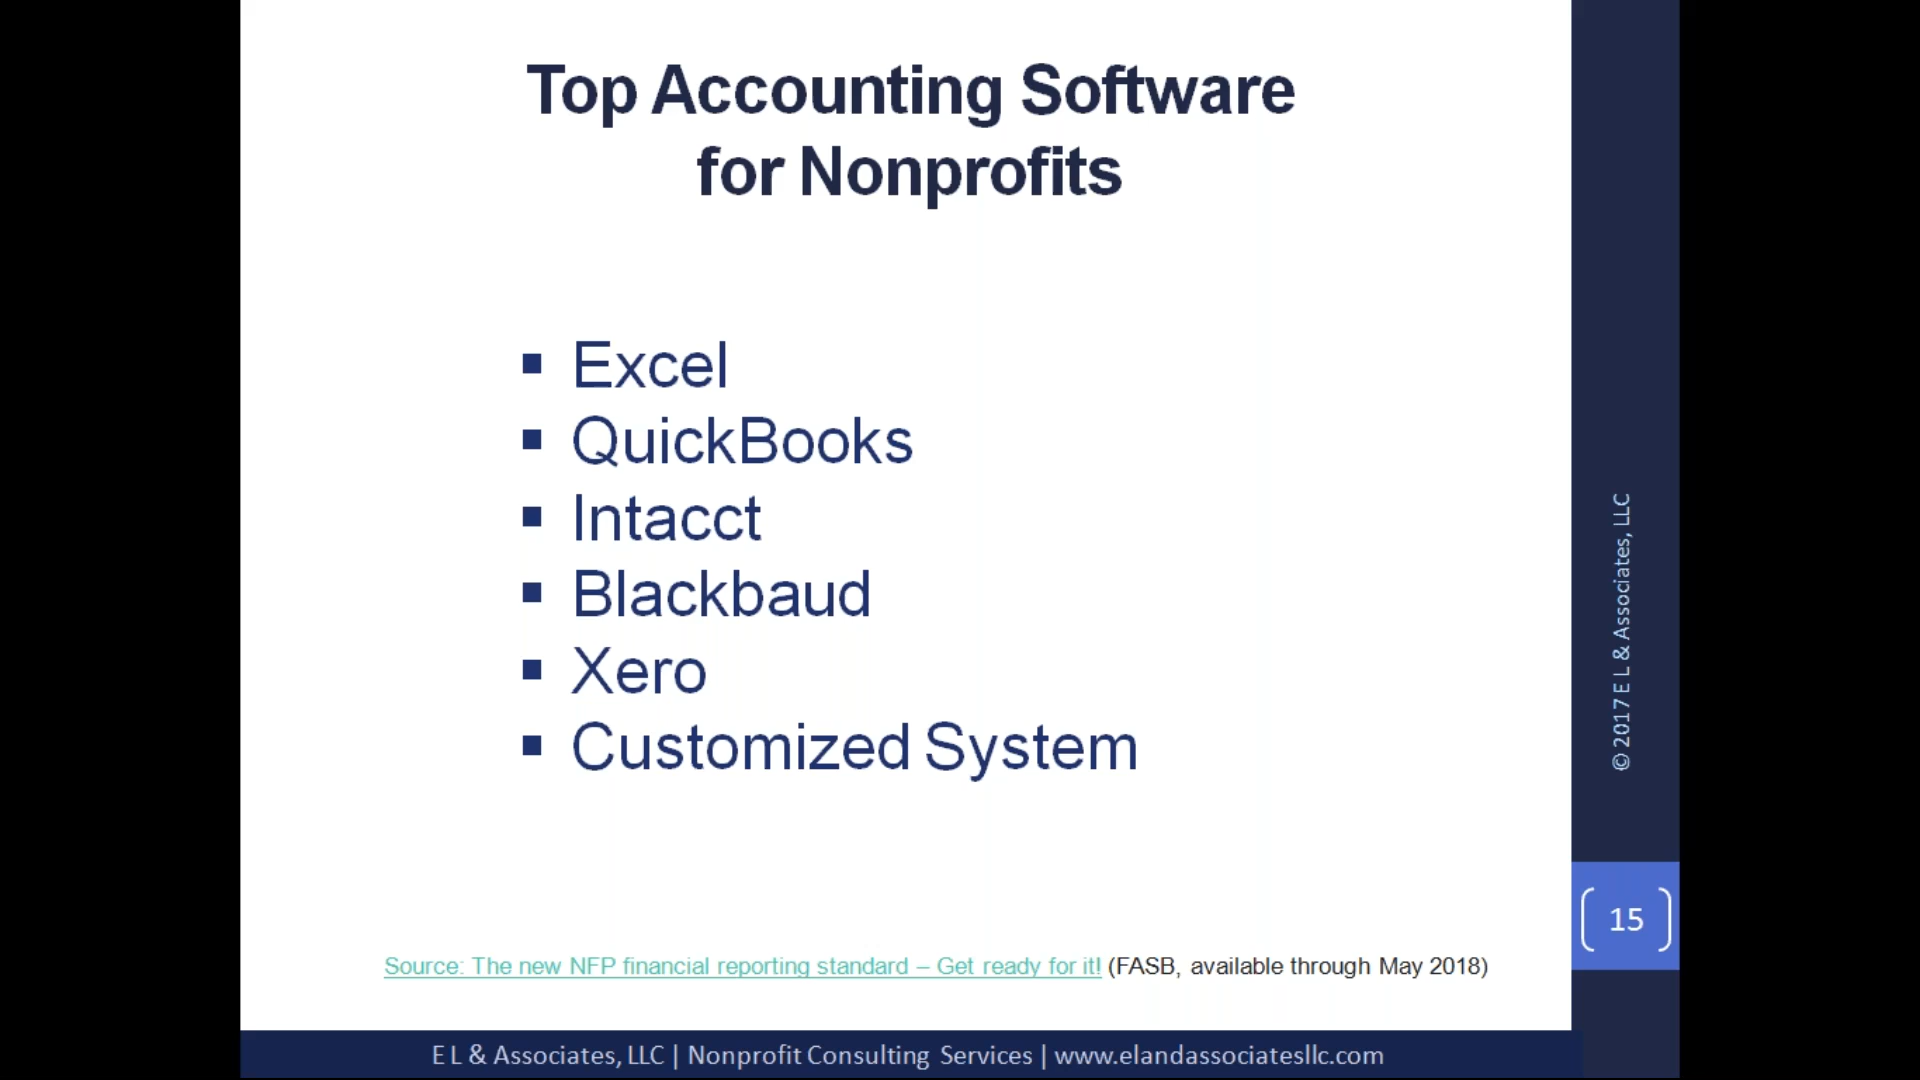 Top Accounting Software
for Nonprofits
▪ Excel
▪ QuickBooks
▪ Intacct
▪ Blackbaud
▪ Xero
▪ Customized System
Source: The new NFP financial reporting standard – Get ready for it! (FASB, available through May 2018)
© 2017 E L & Associates, LLC
15
E L & Associates, LLC | Nonprofit Consulting Services | www.elandassociatesllc.com